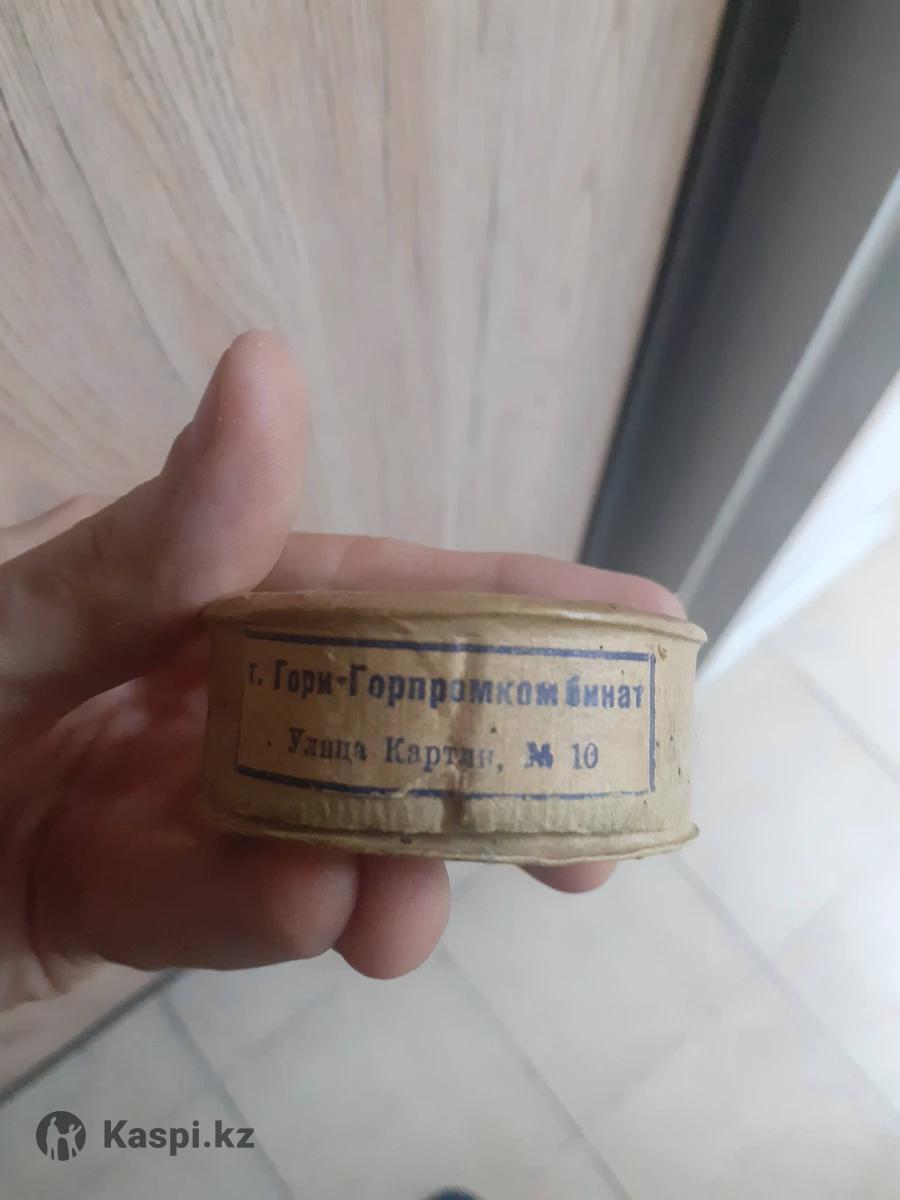 г. Гори-Горпромкомбинат
Улица Картли, № 10
Kaspi.kz